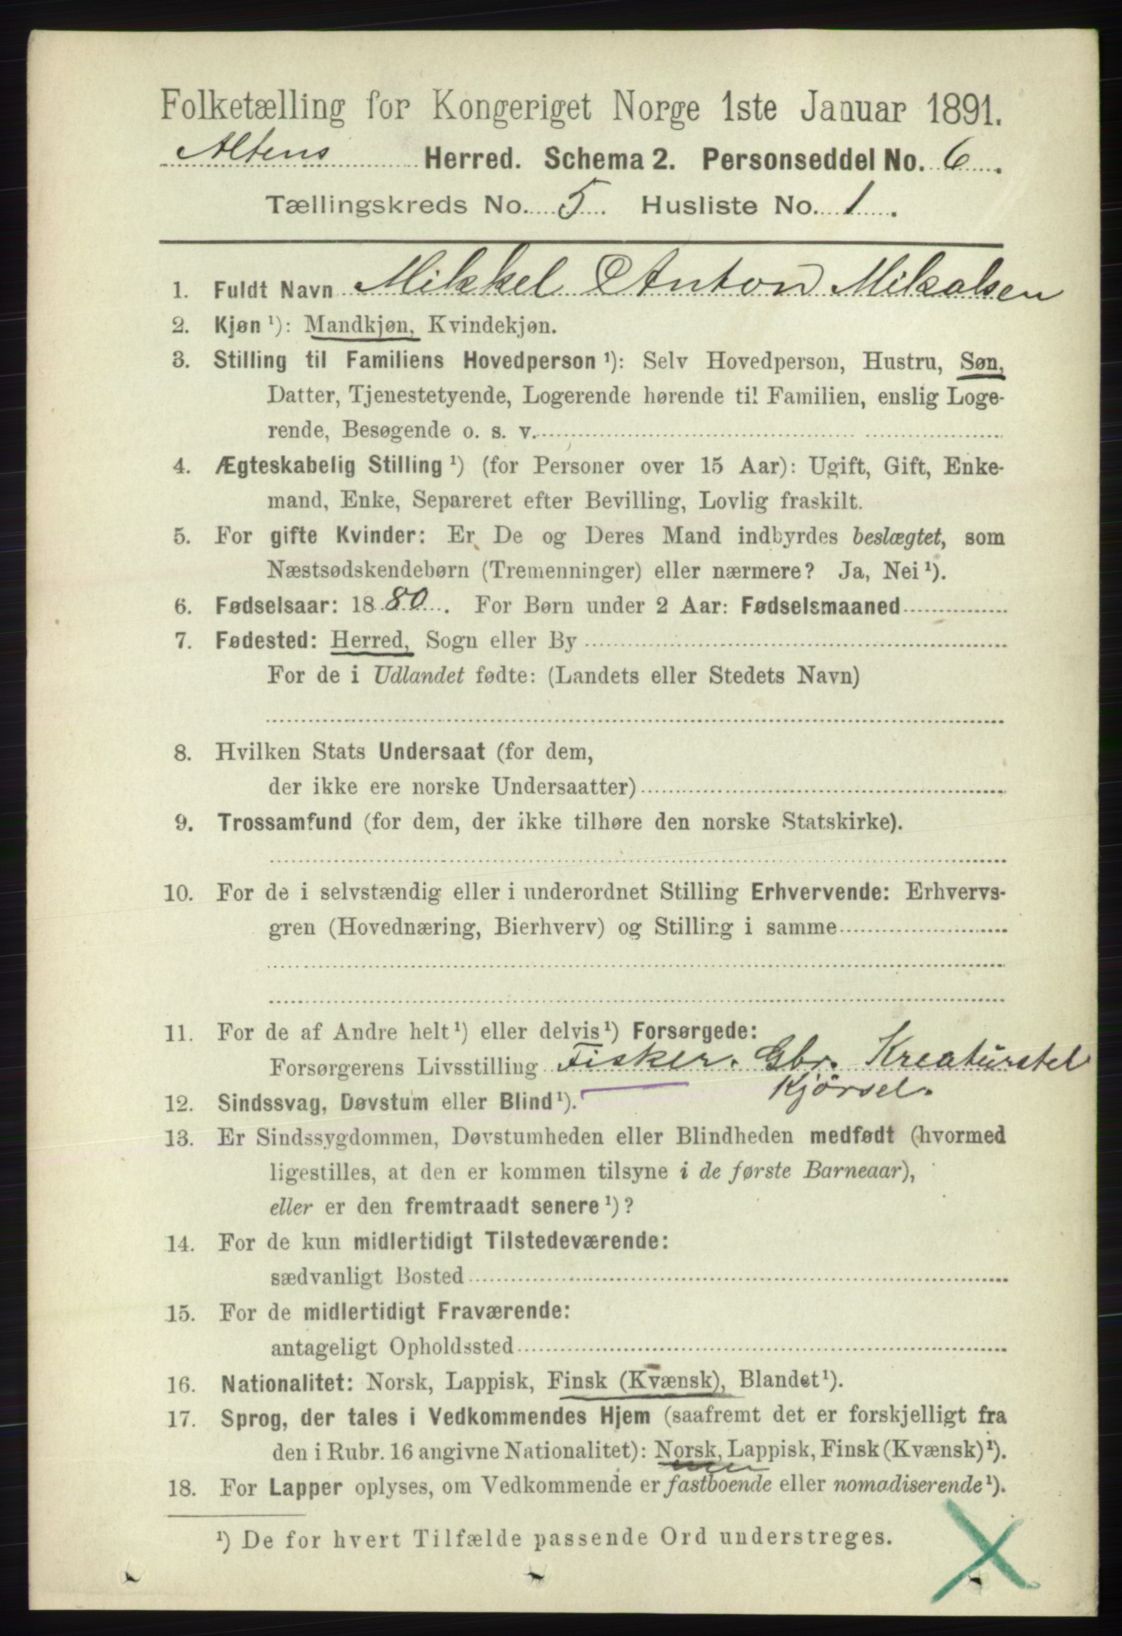 Folketælling for Kongeriget Norge 1ste Januar 1891.
Altens Herred. Schema 2. Personseddel No. 6.
Tællingskreds No. 5. Husliste No. 1.
1. Fuldt Navn Mikkel Anton Mikalsen
2. Kjøn ¹): Mandkjøn, Kvindekjøn.
3. Stilling til Familiens Hovedperson ¹): Selv Hovedperson, Hustru, Søn,
Datter, Tjenestetyende, Logerende hørende til Familien, enslig Loge-
rende, Besøgende o. s. v.
4. Ægteskabelig Stilling ¹) (for Personer over 15 Aar): Ugift, Gift, Enke-
mand, Enke, Separeret efter Bevilling, Lovlig fraskilt.
5. For gifte Kvinder: Er De og Deres Mand indbyrdes beslægtet, som
Næstsødskendebørn (Tremenninger) eller nærmere? Ja, Nei ¹).
6. Fødselsaar: 1880. For Børn under 2 Aar: Fødselsmaaned
7. Fødested: Herred, Sogn eller By
For de i Udlandet fødte: (Landets eller Stedets Navn)
8. Hvilken Stats Undersaat (for dem,
der ikke ere norske Undersaatter)
9. Trossamfund (for dem, der ikke tilhøre den norske Statskirke).
10. For de i selvstændig eller i underordnet Stilling Erhvervende: Erhvervs-
gren (Hovednæring, Bierhverv) og Stilling i samme
11. For de af Andre helt ¹) eller delvis ¹) Forsørgede:
Forsørgerens Livsstilling Fisker. Gbr. Kreaturstel
Kjörsel.
12. Sindssvag, Døvstum eller Blind ¹).
13. Er Sindssygdommen, Døvstumheden eller Blindheden medfødt (hvormed
ligestilles, at den er kommen tilsyne i de første Barneaar),
eller er den fremtraadt senere ¹)?
14. For de kun midlertidigt Tilstedeværende:
sædvanligt Bosted
15. For de midlertidigt Fraværende:
antageligt Opholdssted
16. Nationalitet: Norsk, Lappisk, Finsk (Kvænsk), Blandet ¹).
17. Sprog, der tales i Vedkommendes Hjem (saafremt det er forskjelligt fra
den i Rubr. 16 angivne Nationalitet): Norsk, Lappisk, Finsk (Kvænsk) ¹).
18. For Lapper oplyses, om Vedkommende er fastboende eller nomadiserende ¹).
¹) De for hvert Tilfælde passende Ord understreges.